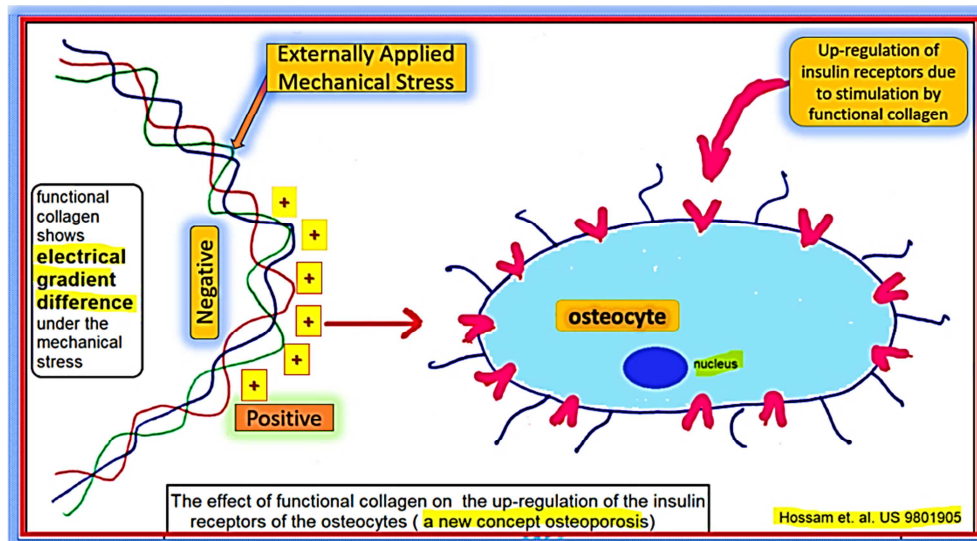 Externally Applied
Mechanical Stress
Up-regulation of
insulin receptors due
to stimulation by
functional collagen
functional
collagen
shows
electrical
gradient
difference
under the
mechanical
stress
Negative
+
+
+
+
+
+
Positive
osteocyte
nucleus
The effect of functional collagen on the up-regulation of the insulin
receptors of the osteocytes ( a new concept osteoporosis)
Hossam et. al. US 9801905